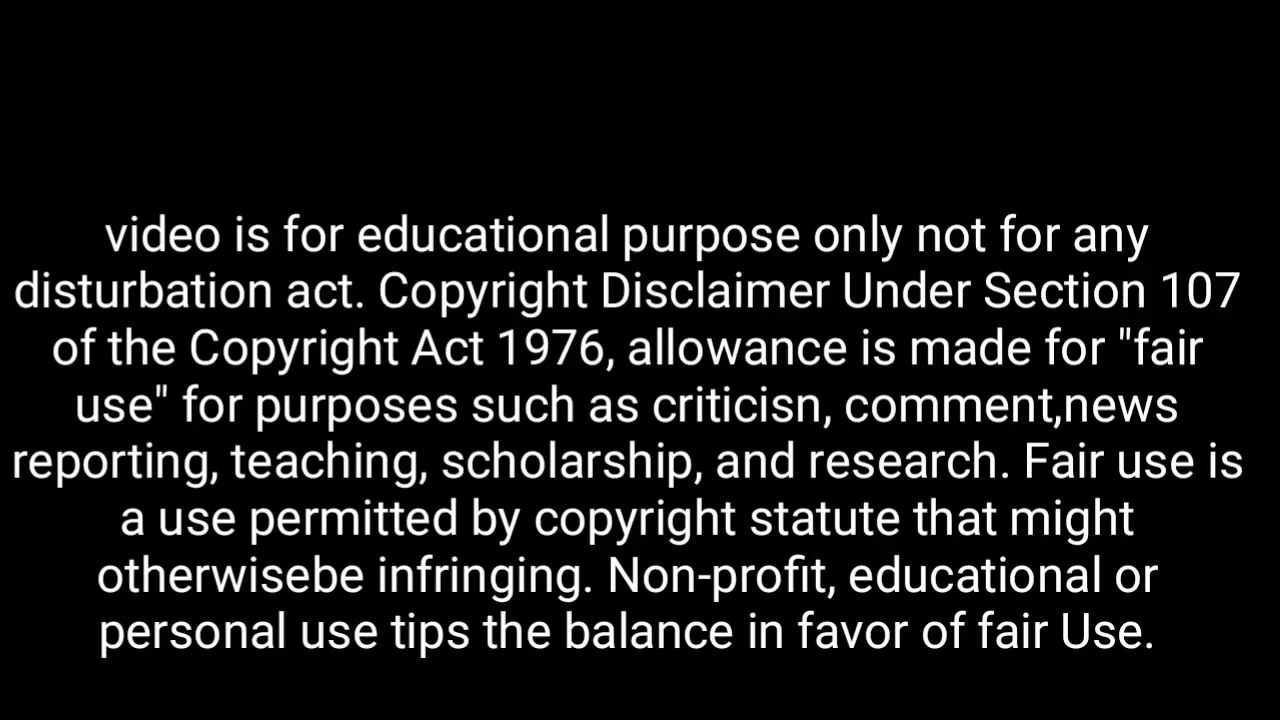 video is for educational purpose only not for any
disturbation act. Copyright Disclaimer Under Section 107
of the Copyright Act 1976, allowance is made for "fair
use" for purposes such as criticisn, comment,news
reporting, teaching, scholarship, and research. Fair use is
a use permitted by copyright statute that might
otherwisebe infringing. Non-profit, educational or
personal use tips the balance in favor of fair Use.